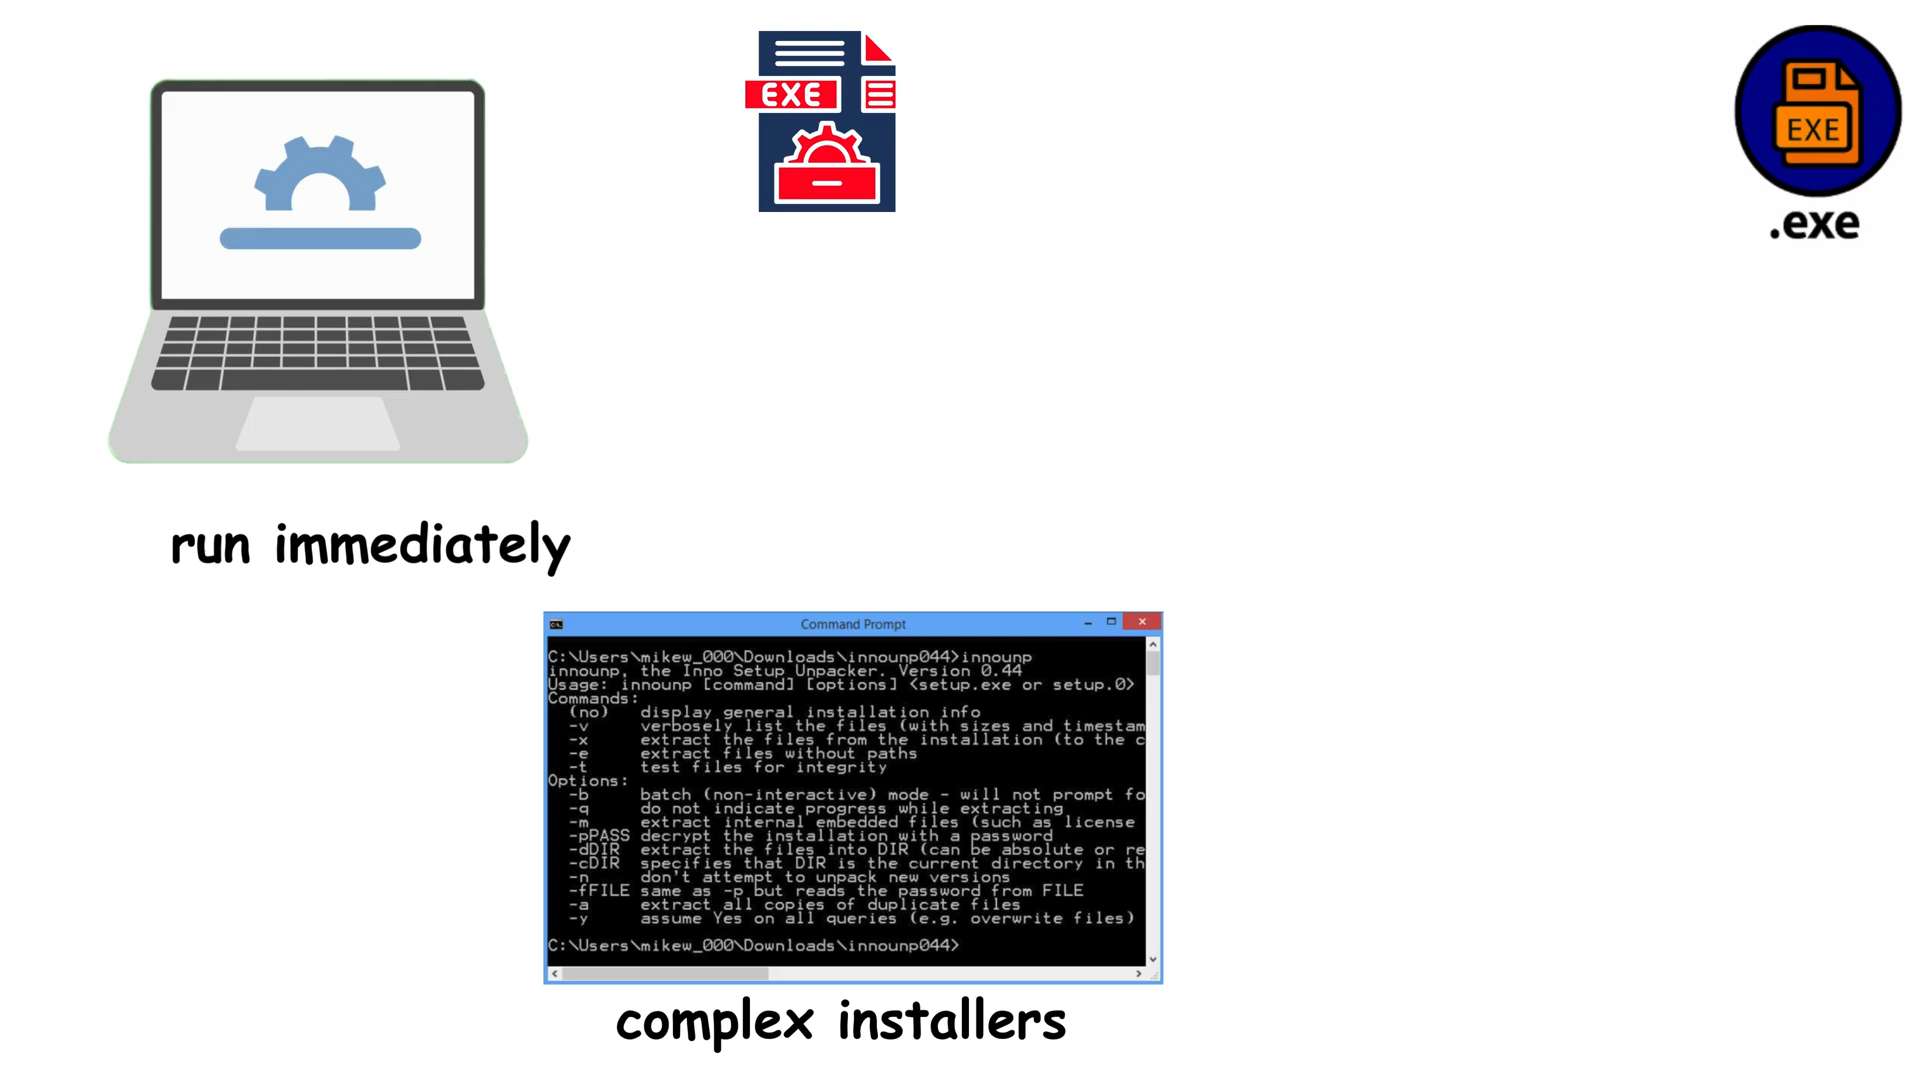 EXE
EXE
.exe
run immediately
Command Prompt
C:\Users\mikew_000\Downloads\innounp044>innounp
innounp, the Inno Setup Unpacker. Version 0.44
Usage: innounp [command] [options] <setup.exe or setup.0>
Commands:
(no) display general installation info
-v verbosely list the files (with sizes and timestam
-x extract the files from the installation (to the c
-e extract files without paths
-t test files for integrity
Options:
-b batch (non-interactive) mode - will not prompt fo
-q do not indicate progress while extracting
-m extract internal embedded files (such as license
-pPASS decrypt the installation with a password
-dDIR extract the files into DIR (can be absolute or re
-cDIR specifies that DIR is the current directory in th
-n don't attempt to unpack new versions
-fFILE same as -p but reads the password from FILE
-a extract all copies of duplicate files
-y assume Yes on all queries (e.g. overwrite files)
C:\Users\mikew_000\Downloads\innounp044>
complex installers